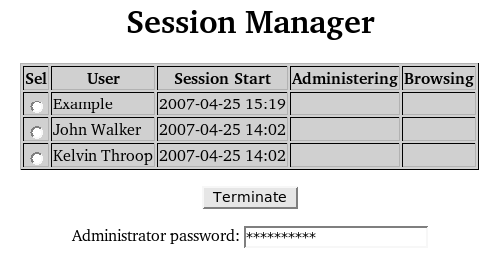 Session Manager
Sel User Session Start Administering Browsing
Example 2007-04-25 15:19
John Walker 2007-04-25 14:02
Kelvin Throop 2007-04-25 14:02
Terminate
Administrator password: **********